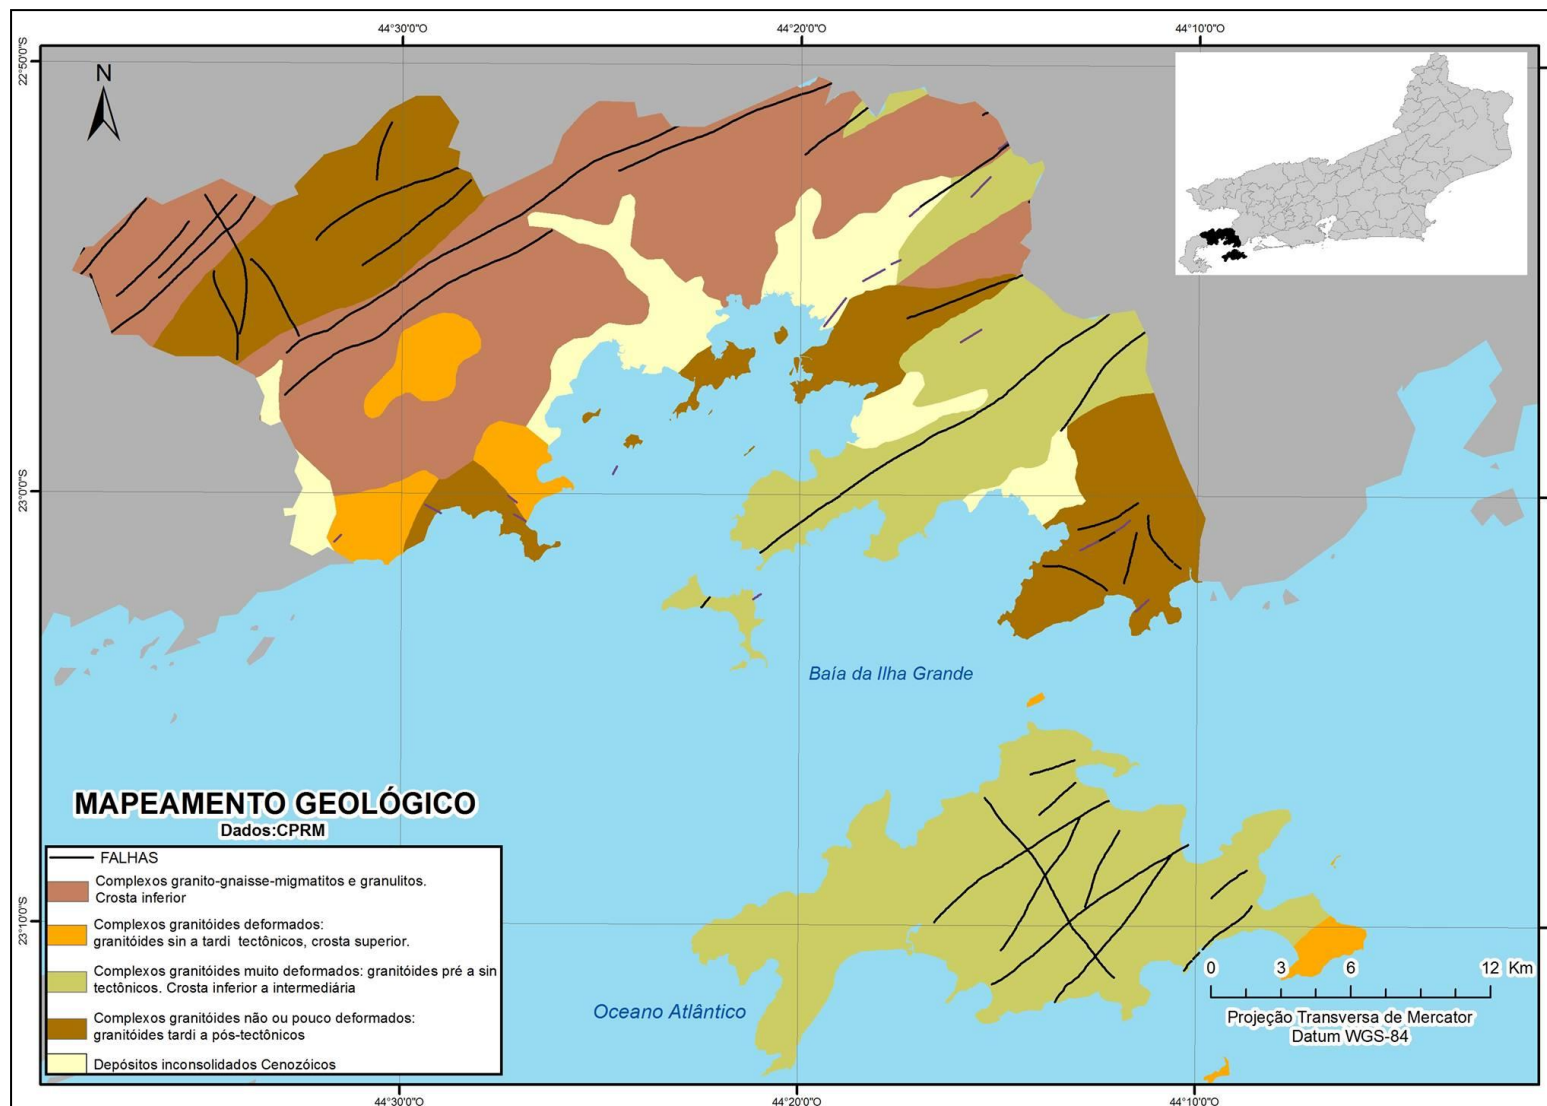 44°30'0"O
44°20'0"O
44°10'0"O
22°50'0"S
N
23°0'0"S
Baía da Ilha Grande
MAPEAMENTO GEOLÓGICO
Dados:CPRM
FALHAS
Complexos granito-gnaisse-migmatitos e granulitos.
Crosta inferior
Complexos granitóides deformados:
granitóides sin a tardi tectônicos, crosta superior.
Complexos granitóides muito deformados: granitóides pré a sin
tectônicos. Crosta inferior a intermediária
Complexos granitóides não ou pouco deformados:
granitóides tardi a pós-tectônicos
Depósitos inconsolidados Cenozóicos
23°10'0"S
Oceano Atlântico
0 3 6 12 Km
Projeção Transversa de Mercator
Datum WGS-84
44°30'0"O
44°20'0"O
44°10'0"O